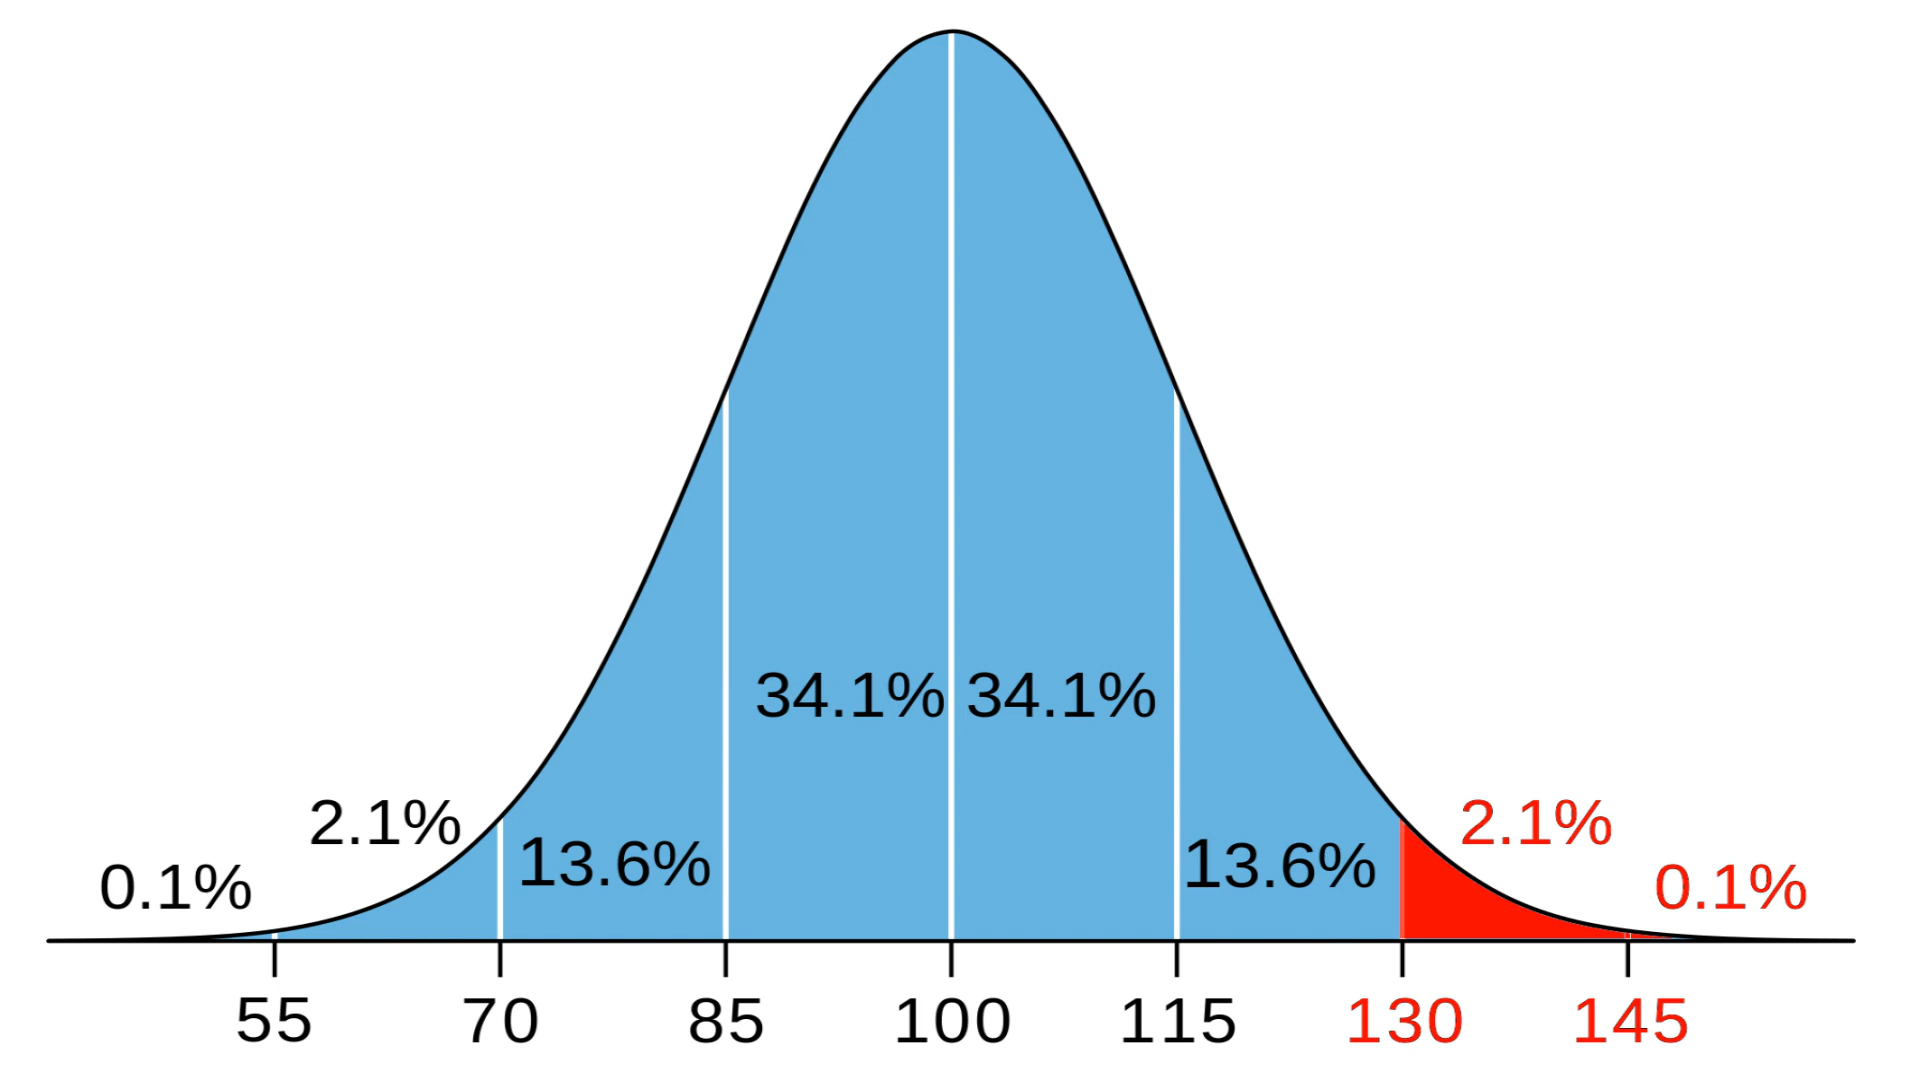 34.1% 34.1%
2.1% 2.1%
13.6% 13.6%
0.1% 0.1%
55 70 85 100 115 130 145